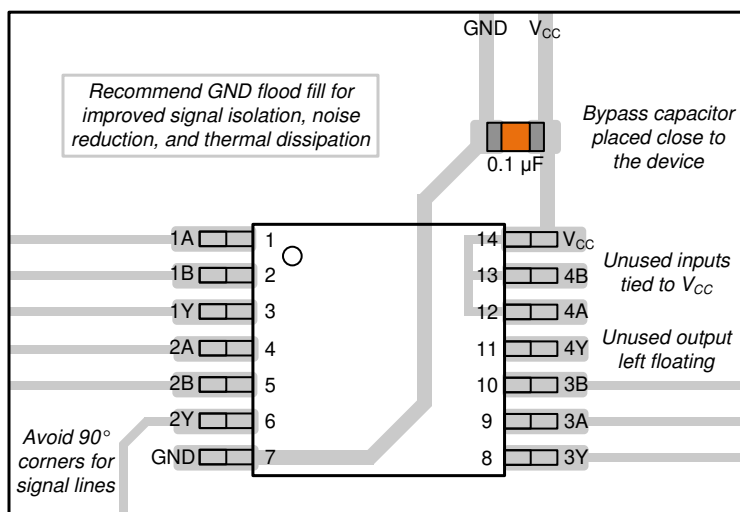 GND V_CC
Recommend GND flood fill for
improved signal isolation, noise
reduction, and thermal dissipation
Bypass capacitor
placed close to
the device
0.1 µF
1A 1 14 V_CC
1B 2 13 4B
1Y 3 12 4A
2A 4 11 4Y
2B 5 10 3B
2Y 6 9 3A
GND 7 8 3Y
Unused inputs
tied to V_CC
Unused output
left floating
Avoid 90°
corners for
signal lines